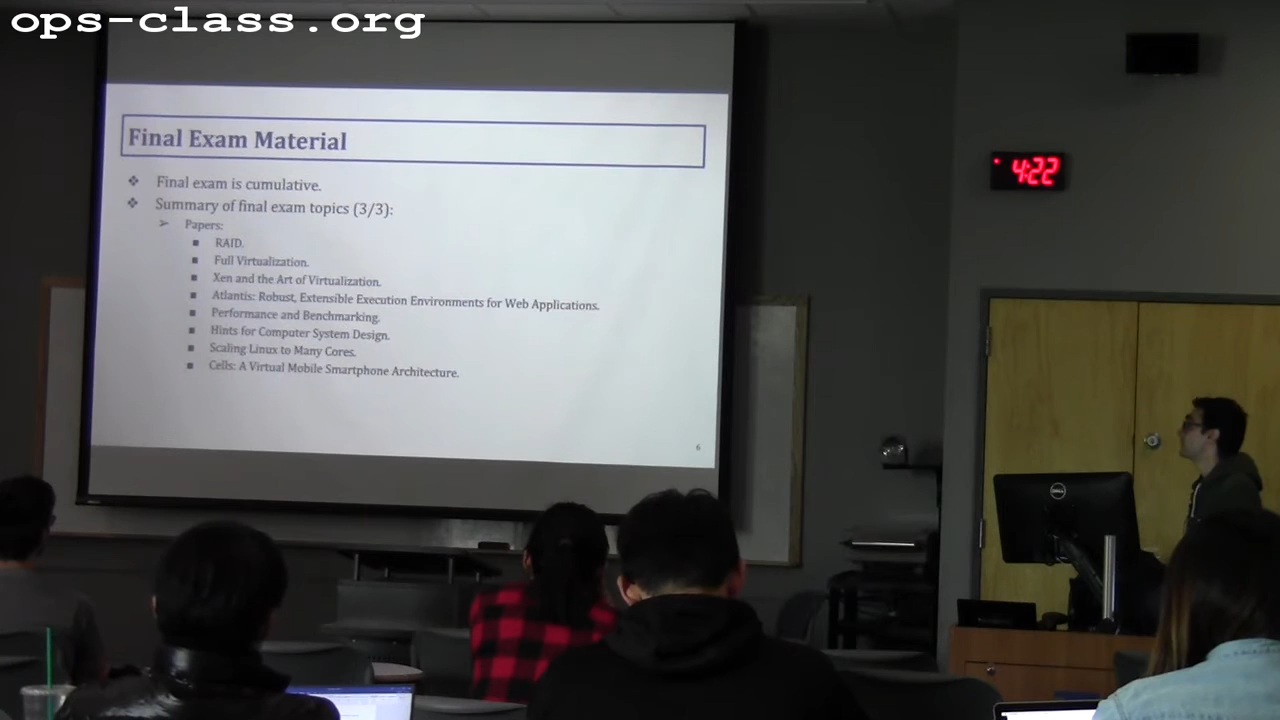 ops-class.org
Final Exam Material
❖ Final exam is cumulative.
❖ Summary of final exam topics (3/3):
➢ Papers:
▪ RAID.
▪ Full Virtualization.
▪ Xen and the Art of Virtualization.
▪ Atlantis: Robust, Extensible Execution Environments for Web Applications.
▪ Performance and Benchmarking.
▪ Hints for Computer System Design.
▪ Scaling Linux to Many Cores.
▪ Cells: A Virtual Mobile Smartphone Architecture.
6
4:22
DELL